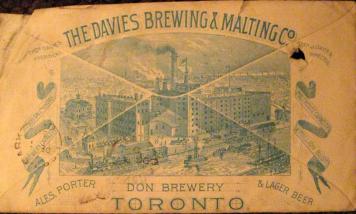 THE DAVIES BREWING & MALTING Co
ALES, PORTER
DON BREWERY
& LAGER BEER
TORONTO.